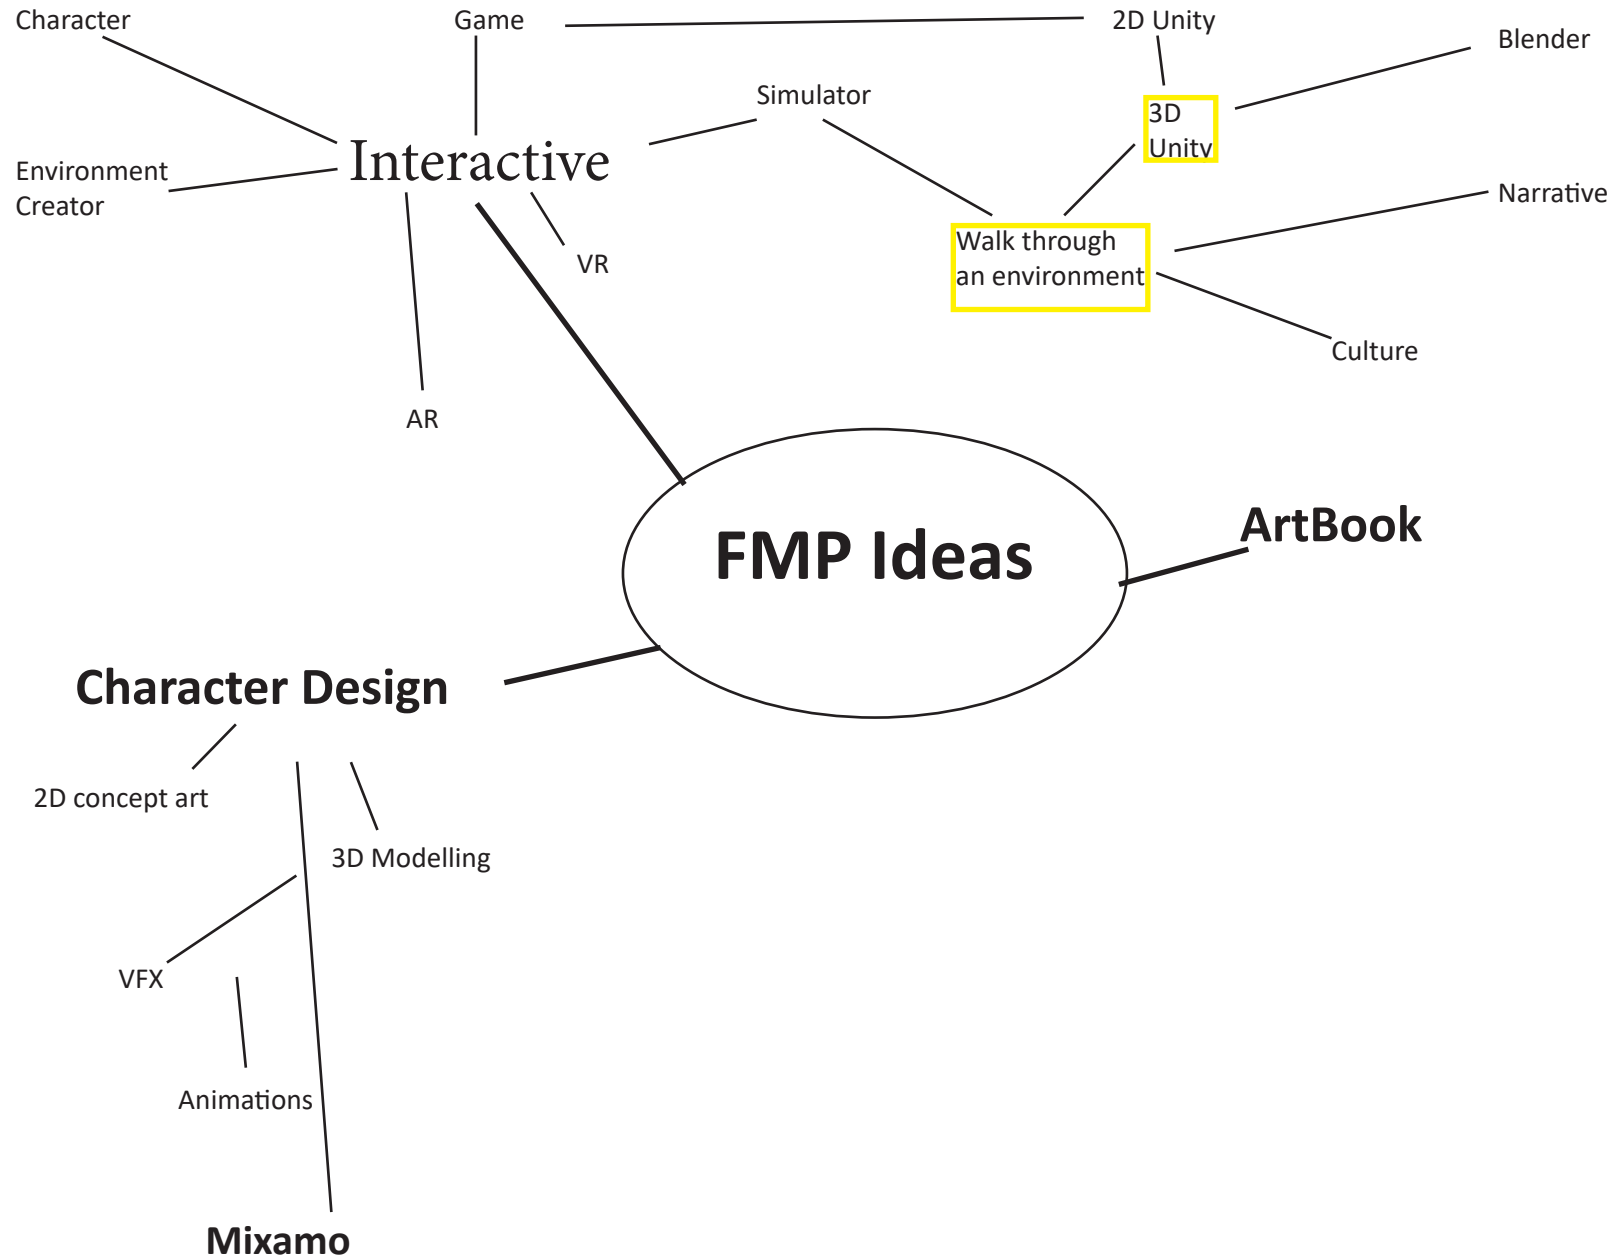 Character
Game
2D Unity
Blender
Simulator
3D
Unity
Interactive
Environment
Creator
Narrative
Walk through
an environment
VR
Culture
AR
FMP Ideas
ArtBook
Character Design
2D concept art
3D Modelling
VFX
Animations
Mixamo